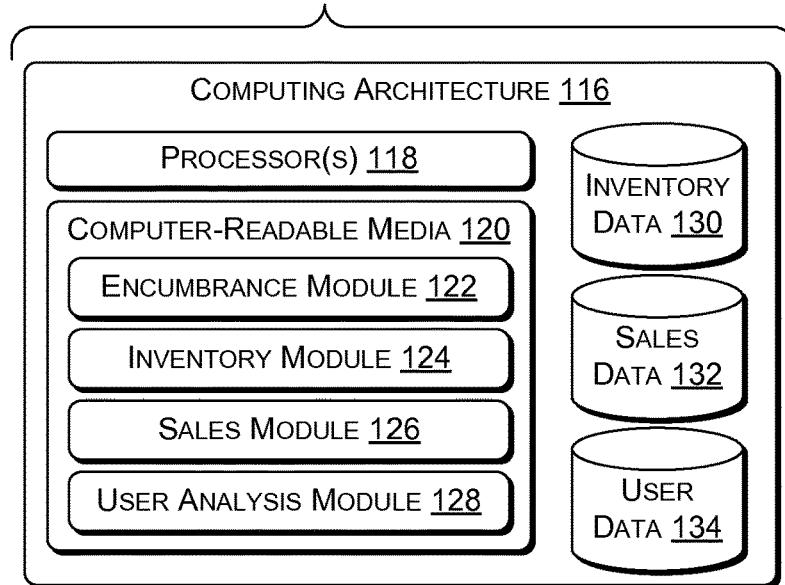 COMPUTING ARCHITECTURE 116
PROCESSOR(S) 118
COMPUTER-READABLE MEDIA 120
ENCUMBRANCE MODULE 122
INVENTORY MODULE 124
SALES MODULE 126
USER ANALYSIS MODULE 128
INVENTORY
DATA 130
SALES
DATA 132
USER
DATA 134